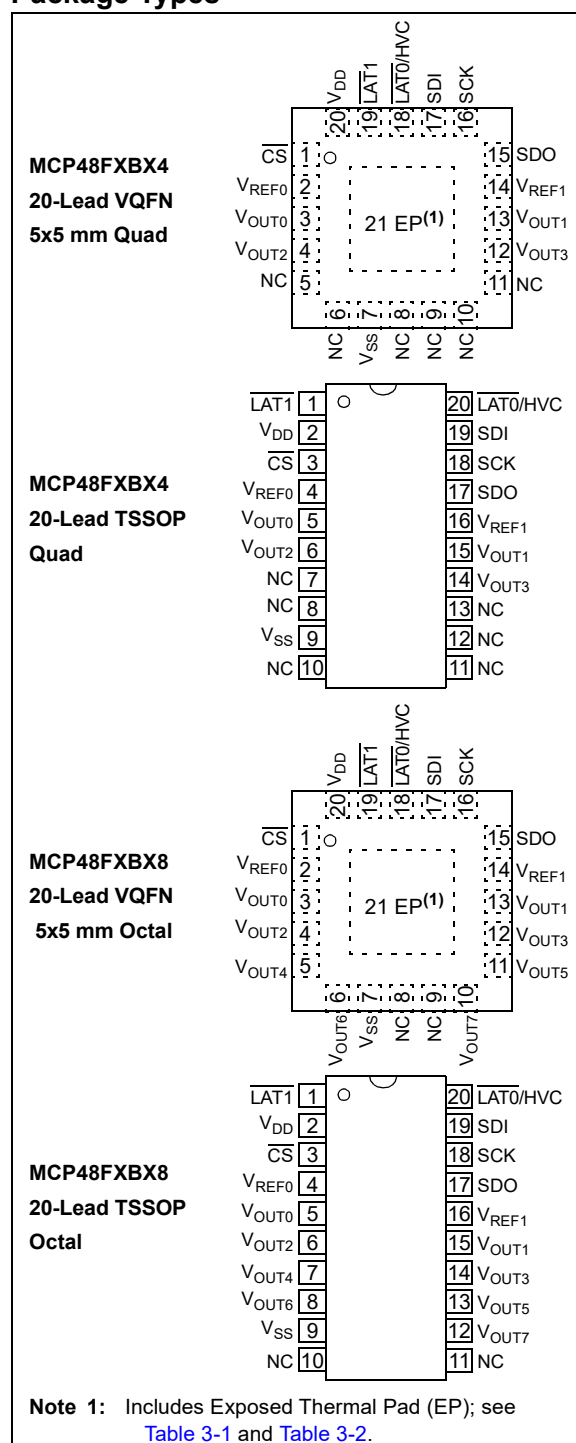 Package Types
MCP48FXBX4
20-Lead VQFN
5x5 mm Quad
20 VDD
19 LAT1
18 LAT0/HVC
17 SDI
16 SCK
CS 1
VREF0 2
VOUT0 3
VOUT2 4
NC 5
21 EP(1)
15 SDO
14 VREF1
13 VOUT1
12 VOUT3
11 NC
6 NC
7 VSS
8 NC
9 NC
10 NC
MCP48FXBX4
20-Lead TSSOP
Quad
LAT1 1
VDD 2
CS 3
VREF0 4
VOUT0 5
VOUT2 6
NC 7
NC 8
VSS 9
NC 10
20 LAT0/HVC
19 SDI
18 SCK
17 SDO
16 VREF1
15 VOUT1
14 VOUT3
13 NC
12 NC
11 NC
MCP48FXBX8
20-Lead VQFN
5x5 mm Octal
20 VDD
19 LAT1
18 LAT0/HVC
17 SDI
16 SCK
CS 1
VREF0 2
VOUT0 3
VOUT2 4
VOUT4 5
21 EP(1)
15 SDO
14 VREF1
13 VOUT1
12 VOUT3
11 VOUT5
6 VOUT6
7 VSS
8 NC
9 NC
10 VOUT7
MCP48FXBX8
20-Lead TSSOP
Octal
LAT1 1
VDD 2
CS 3
VREF0 4
VOUT0 5
VOUT2 6
VOUT4 7
VOUT6 8
VSS 9
NC 10
20 LAT0/HVC
19 SDI
18 SCK
17 SDO
16 VREF1
15 VOUT1
14 VOUT3
13 VOUT5
12 VOUT7
11 NC
Note 1: Includes Exposed Thermal Pad (EP); see
Table 3-1 and Table 3-2.